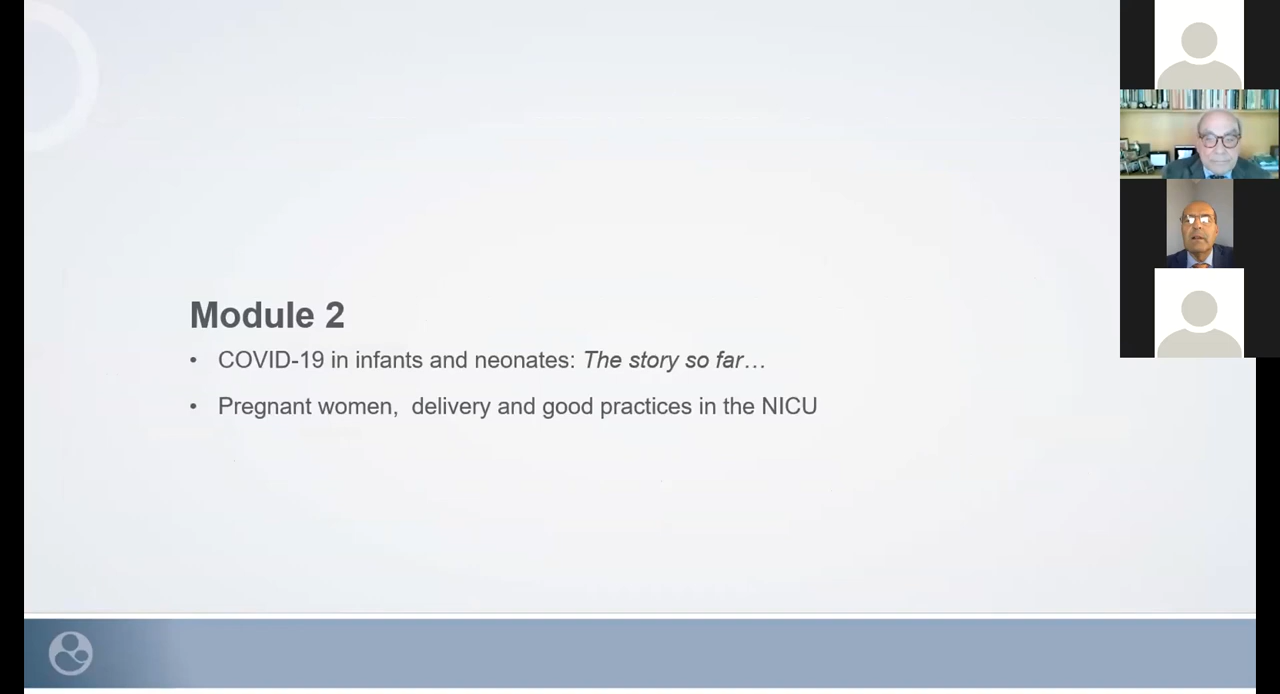 Module 2
• COVID-19 in infants and neonates: The story so far…
• Pregnant women,  delivery and good practices in the NICU